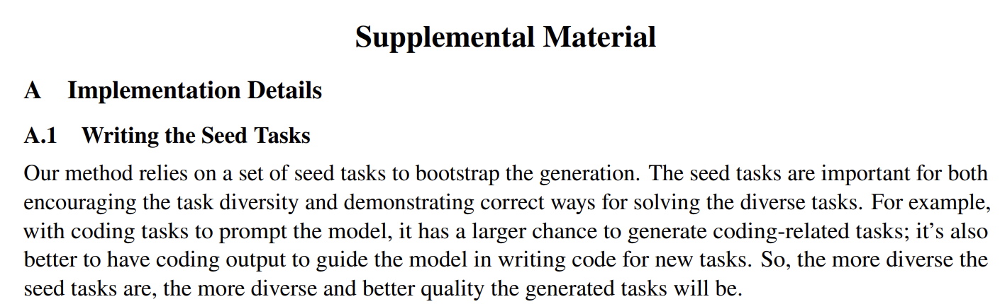 Supplemental Material
A Implementation Details
A.1 Writing the Seed Tasks
Our method relies on a set of seed tasks to bootstrap the generation. The seed tasks are important for both
encouraging the task diversity and demonstrating correct ways for solving the diverse tasks. For example,
with coding tasks to prompt the model, it has a larger chance to generate coding-related tasks; it’s also
better to have coding output to guide the model in writing code for new tasks. So, the more diverse the
seed tasks are, the more diverse and better quality the generated tasks will be.